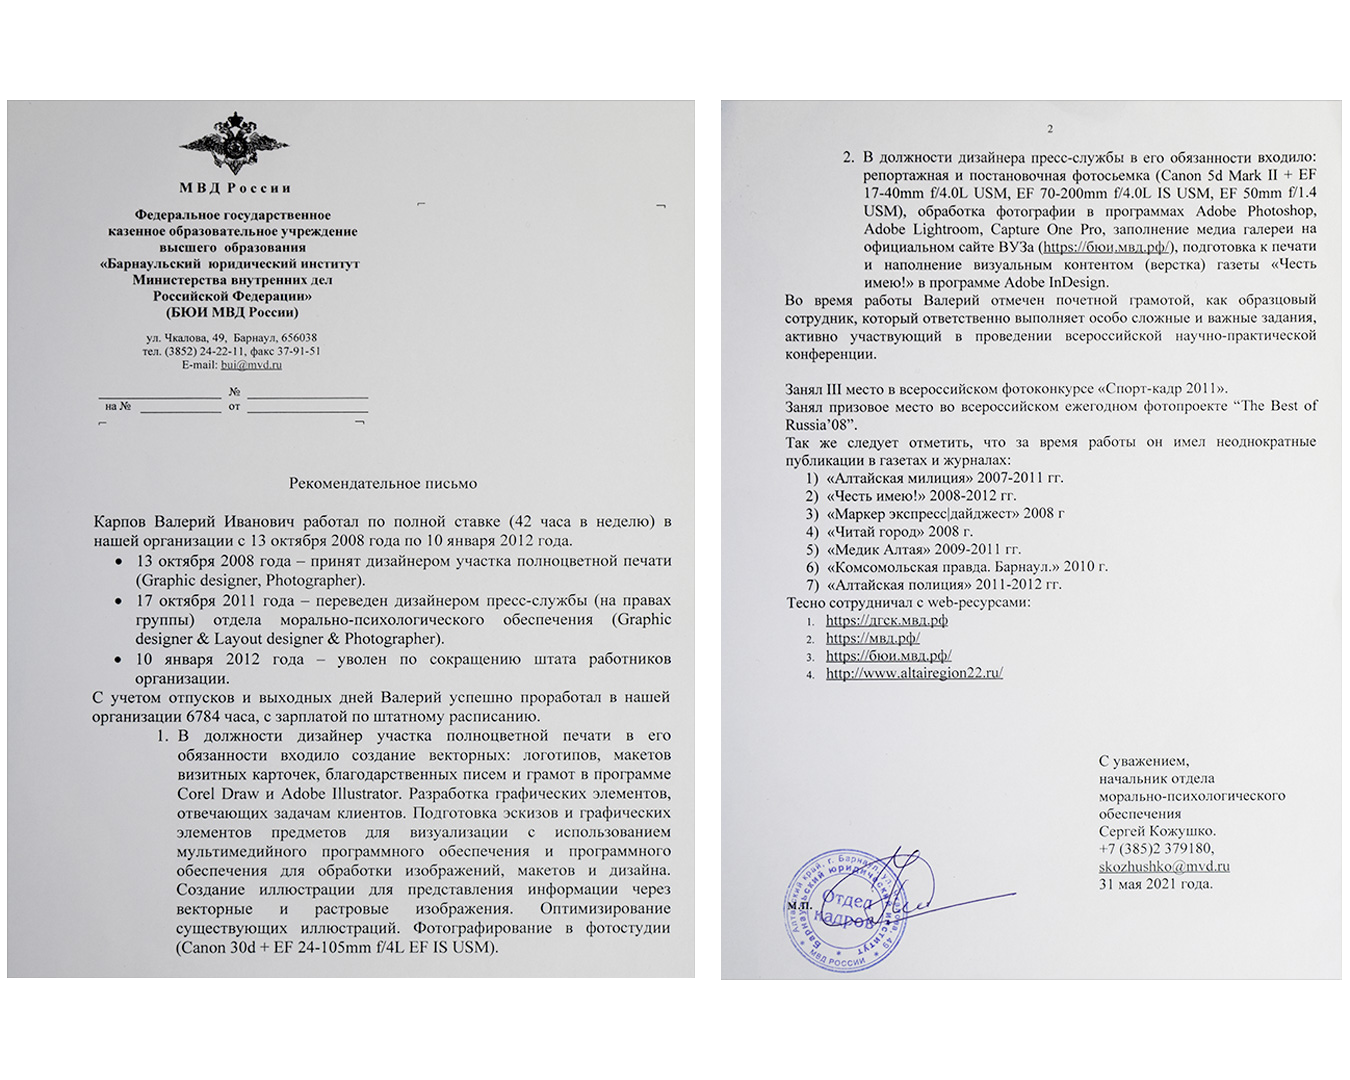 МВД России
Федеральное государственное
казенное образовательное учреждение
высшего образования
«Барнаульский юридический институт
Министерства внутренних дел
Российской Федерации»
(БЮИ МВД России)
ул. Чкалова, 49, Барнаул, 656038
тел. (3852) 24-22-11, факс 37-91-51
E-mail: bui@mvd.ru
№
на № от
Рекомендательное письмо
Карпов Валерий Иванович работал по полной ставке (42 часа в неделю) в
нашей организации с 13 октября 2008 года по 10 января 2012 года.
• 13 октября 2008 года – принят дизайнером участка полноцветной печати
(Graphic designer, Photographer).
• 17 октября 2011 года – переведен дизайнером пресс-службы (на правах
группы) отдела морально-психологического обеспечения (Graphic
designer & Layout designer & Photographer).
• 10 января 2012 года – уволен по сокращению штата работников
организации.
С учетом отпусков и выходных дней Валерий успешно проработал в нашей
организации 6784 часа, с зарплатой по штатному расписанию.
1. В должности дизайнер участка полноцветной печати в его
обязанности входило создание векторных: логотипов, макетов
визитных карточек, благодарственных писем и грамот в программе
Corel Draw и Adobe Illustrator. Разработка графических элементов,
отвечающих задачам клиентов. Подготовка эскизов и графических
элементов предметов для визуализации с использованием
мультимедийного программного обеспечения и программного
обеспечения для обработки изображений, макетов и дизайна.
Создание иллюстрации для представления информации через
векторные и растровые изображения. Оптимизирование
существующих иллюстраций. Фотографирование в фотостудии
(Canon 30d + EF 24-105mm f/4L EF IS USM).
2
2. В должности дизайнера пресс-службы в его обязанности входило:
репортажная и постановочная фотосьемка (Canon 5d Mark II + EF
17-40mm f/4.0L USM, EF 70-200mm f/4.0L IS USM, EF 50mm f/1.4
USM), обработка фотографии в программах Adobe Photoshop,
Adobe Lightroom, Capture One Pro, заполнение медиа галереи на
официальном сайте ВУЗа (https://бюи.мвд.рф/), подготовка к печати
и наполнение визуальным контентом (верстка) газеты «Честь
имею!» в программе Adobe InDesign.
Во время работы Валерий отмечен почетной грамотой, как образцовый
сотрудник, который ответственно выполняет особо сложные и важные задания,
активно участвующий в проведении всероссийской научно-практической
конференции.
Занял III место в всероссийском фотоконкурсе «Спорт-кадр 2011».
Занял призовое место во всероссийском ежегодном фотопроекте “The Best of
Russia’08”.
Так же следует отметить, что за время работы он имел неоднократные
публикации в газетах и журналах:
1) «Алтайская милиция» 2007-2011 гг.
2) «Честь имею!» 2008-2012 гг.
3) «Маркер экспресс|дайджест» 2008 г
4) «Читай город» 2008 г.
5) «Медик Алтая» 2009-2011 гг.
6) «Комсомольская правда. Барнаул.» 2010 г.
7) «Алтайская полиция» 2011-2012 гг.
Тесно сотрудничал с web-ресурсами:
1. https://дгск.мвд.рф
2. https://мвд.рф/
3. https://бюи.мвд.рф/
4. http://www.altairegion22.ru/
С уважением,
начальник отдела
морально-психологического
обеспечения
Сергей Кожушко.
+7 (385)2 379180,
skozhushko@mvd.ru
31 мая 2021 года.
М.П.
Алтайский край, г. Барнаул, ул. Чкалова, 49
Барнаульский юридический институт
МВД РОССИИ
Отдел
кадров